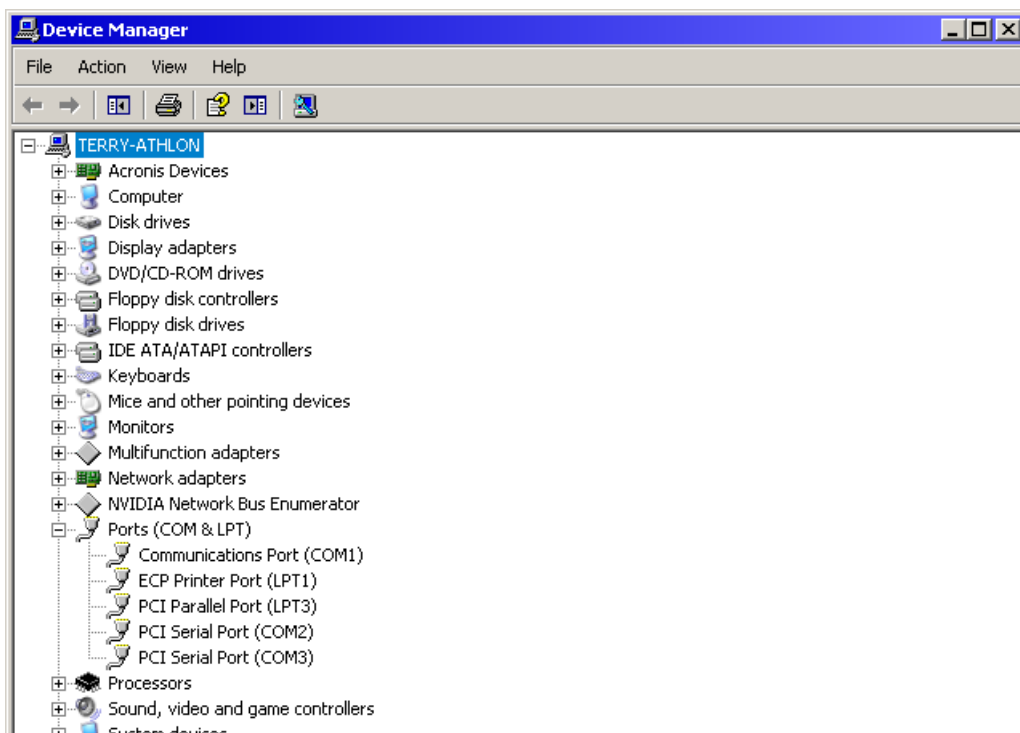 Device Manager
File Action View Help
TERRY-ATHLON
Acronis Devices
Computer
Disk drives
Display adapters
DVD/CD-ROM drives
Floppy disk controllers
Floppy disk drives
IDE ATA/ATAPI controllers
Keyboards
Mice and other pointing devices
Monitors
Multifunction adapters
Network adapters
NVIDIA Network Bus Enumerator
Ports (COM & LPT)
Communications Port (COM1)
ECP Printer Port (LPT1)
PCI Parallel Port (LPT3)
PCI Serial Port (COM2)
PCI Serial Port (COM3)
Processors
Sound, video and game controllers
System devices